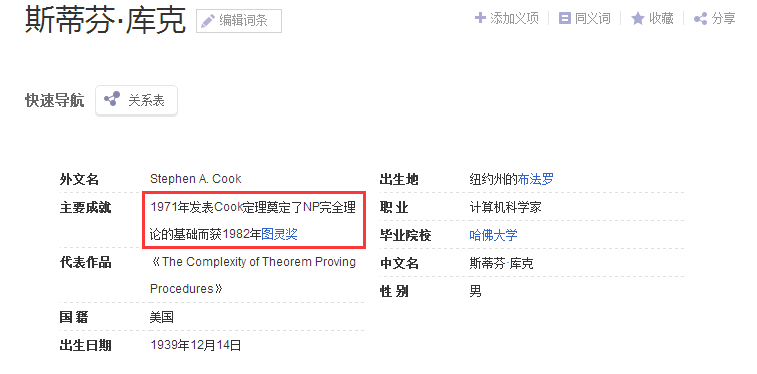 斯蒂芬·库克 编辑词条 添加义项 同义词 收藏 分享
快速导航 关系表
外文名 Stephen A. Cook
主要成就 1971年发表Cook定理奠定了NP完全理
论的基础而获1982年图灵奖
代表作品 《The Complexity of Theorem Proving
Procedures》
国 籍 美国
出生日期 1939年12月14日
出生地 纽约州的布法罗
职 业 计算机科学家
毕业院校 哈佛大学
中文名 斯蒂芬·库克
性 别 男